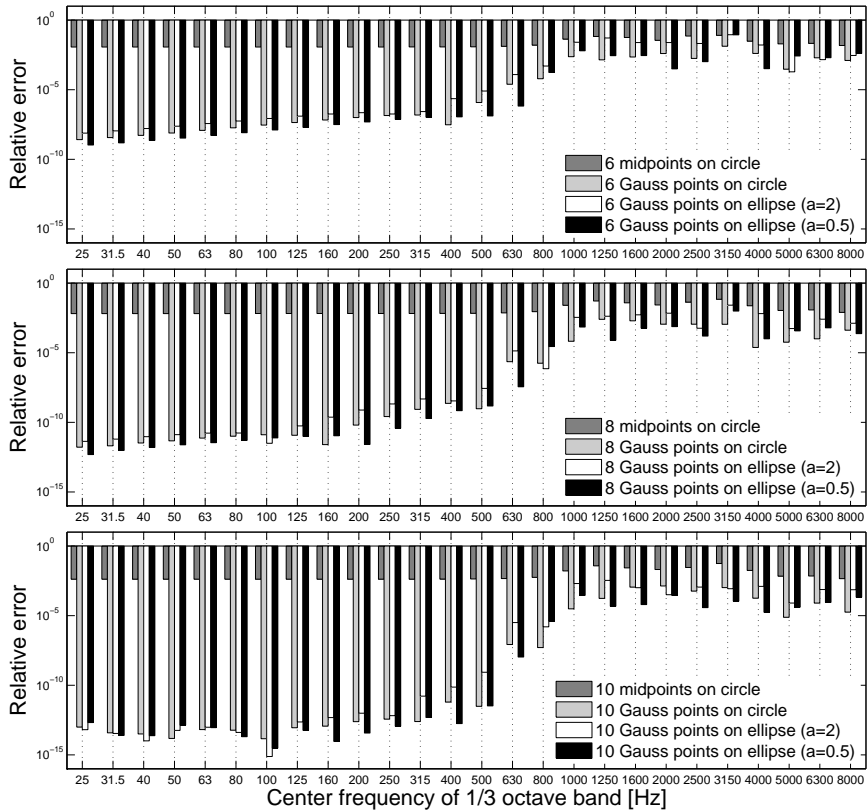 Relative error
10^0
10^-5
10^-10
10^-15
6 midpoints on circle
6 Gauss points on circle
6 Gauss points on ellipse (a=2)
6 Gauss points on ellipse (a=0.5)
25 31.5 40 50 63 80 100 125 160 200 250 315 400 500 630 800 1000 1250 1600 2000 2500 3150 4000 5000 6300 8000
Relative error
10^0
10^-5
10^-10
10^-15
8 midpoints on circle
8 Gauss points on circle
8 Gauss points on ellipse (a=2)
8 Gauss points on ellipse (a=0.5)
25 31.5 40 50 63 80 100 125 160 200 250 315 400 500 630 800 1000 1250 1600 2000 2500 3150 4000 5000 6300 8000
Relative error
10^0
10^-5
10^-10
10^-15
10 midpoints on circle
10 Gauss points on circle
10 Gauss points on ellipse (a=2)
10 Gauss points on ellipse (a=0.5)
25 31.5 40 50 63 80 100 125 160 200 250 315 400 500 630 800 1000 1250 1600 2000 2500 3150 4000 5000 6300 8000
Center frequency of 1/3 octave band [Hz]